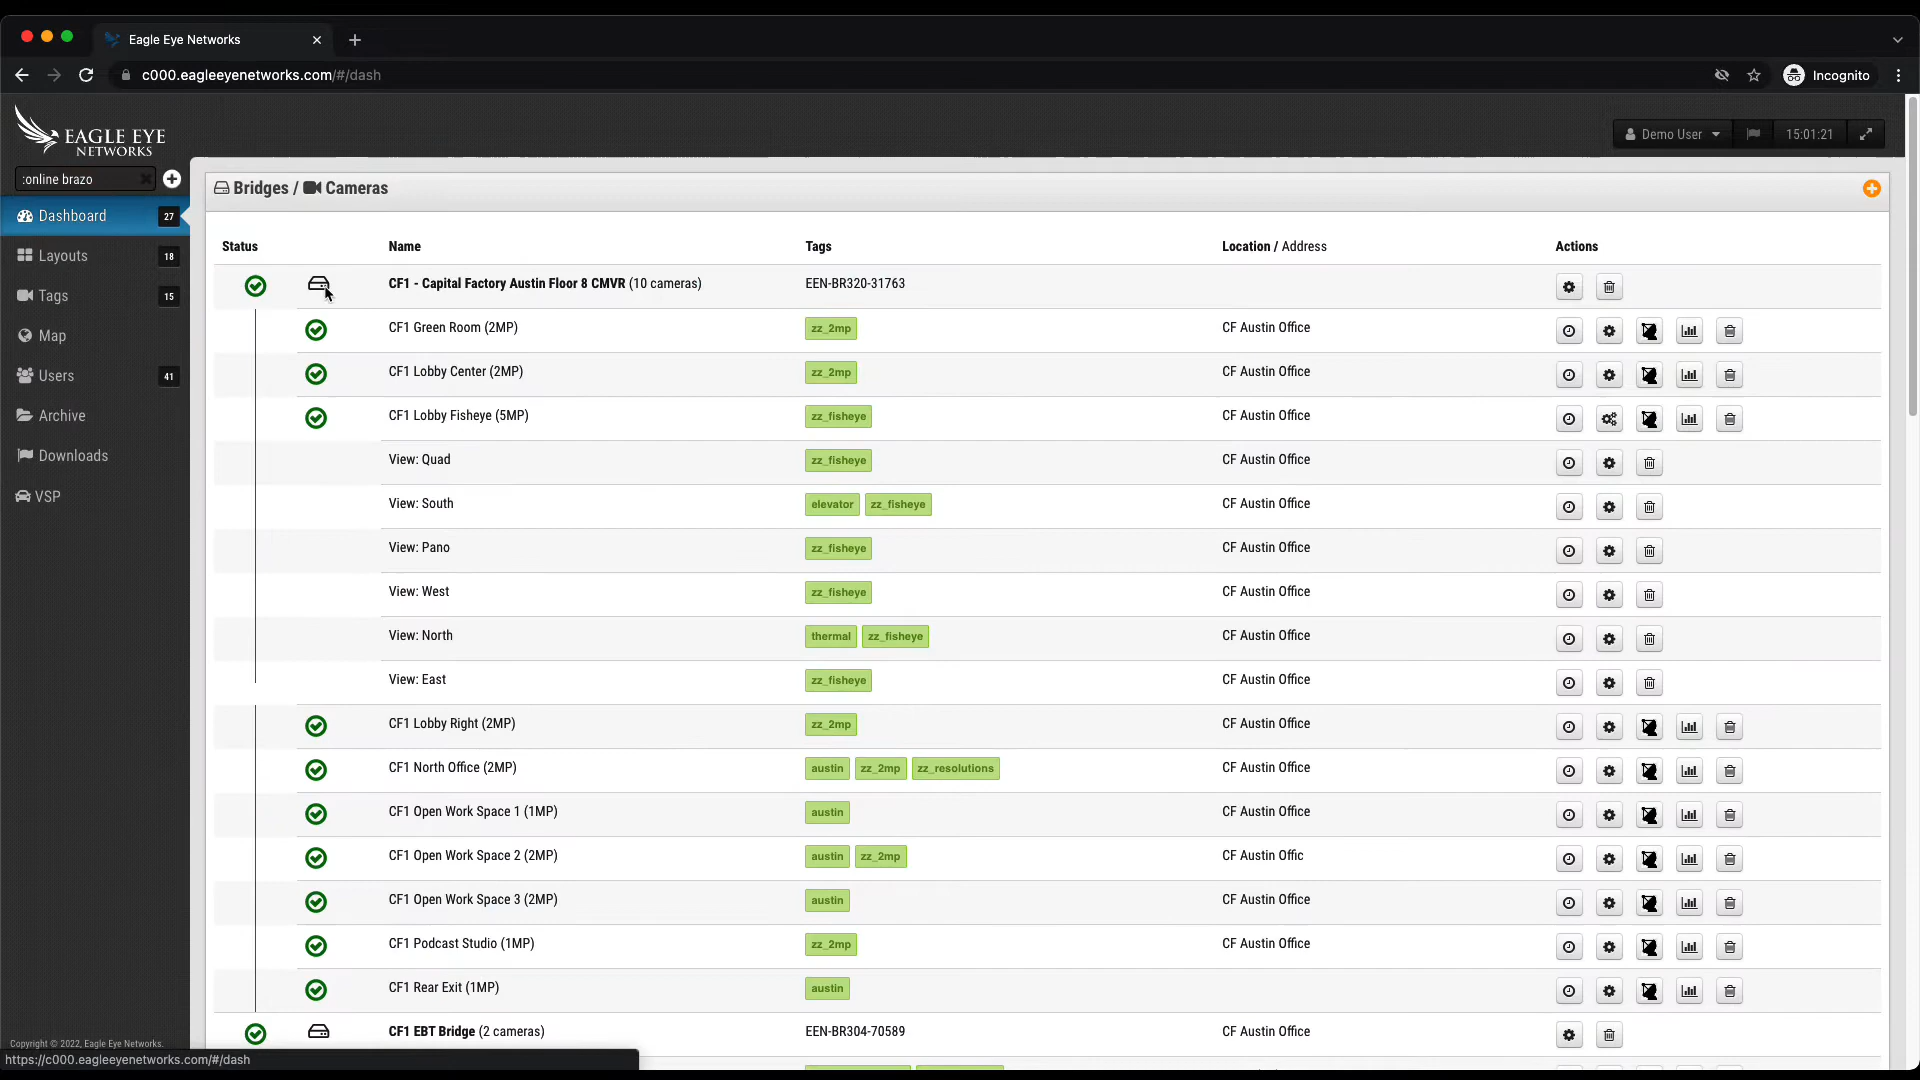 Eagle Eye Networks
c000.eagleeyenetworks.com/#/dash
Incognito
EAGLE EYE
NETWORKS
Demo User
15:01:21
:online brazo
Bridges / Cameras
Dashboard 27
Layouts 18
Tags 15
Map
Users 41
Archive
Downloads
VSP
Status Name Tags Location / Address Actions
CF1 - Capital Factory Austin Floor 8 CMVR (10 cameras) EEN-BR320-31763
CF1 Green Room (2MP) zz_2mp CF Austin Office
CF1 Lobby Center (2MP) zz_2mp CF Austin Office
CF1 Lobby Fisheye (5MP) zz_fisheye CF Austin Office
View: Quad zz_fisheye CF Austin Office
View: South elevator zz_fisheye CF Austin Office
View: Pano zz_fisheye CF Austin Office
View: West zz_fisheye CF Austin Office
View: North thermal zz_fisheye CF Austin Office
View: East zz_fisheye CF Austin Office
CF1 Lobby Right (2MP) zz_2mp CF Austin Office
CF1 North Office (2MP) austin zz_2mp zz_resolutions CF Austin Office
CF1 Open Work Space 1 (1MP) austin CF Austin Office
CF1 Open Work Space 2 (2MP) austin zz_2mp CF Austin Offic
CF1 Open Work Space 3 (2MP) austin CF Austin Office
CF1 Podcast Studio (1MP) zz_2mp CF Austin Office
CF1 Rear Exit (1MP) austin CF Austin Office
CF1 EBT Bridge (2 cameras) EEN-BR304-70589 CF Austin Office
Copyright © 2022, Eagle Eye Networks.
https://c000.eagleeyenetworks.com/#/dash